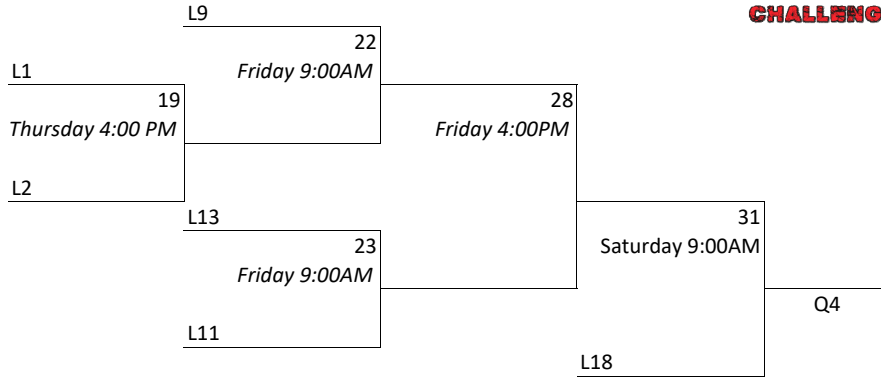 L9
CHALLENG
22
Friday 9:00AM
L1
19
Thursday 4:00 PM
28
Friday 4:00PM
L2
L13
31
Saturday 9:00AM
23
Friday 9:00AM
Q4
L11
L18